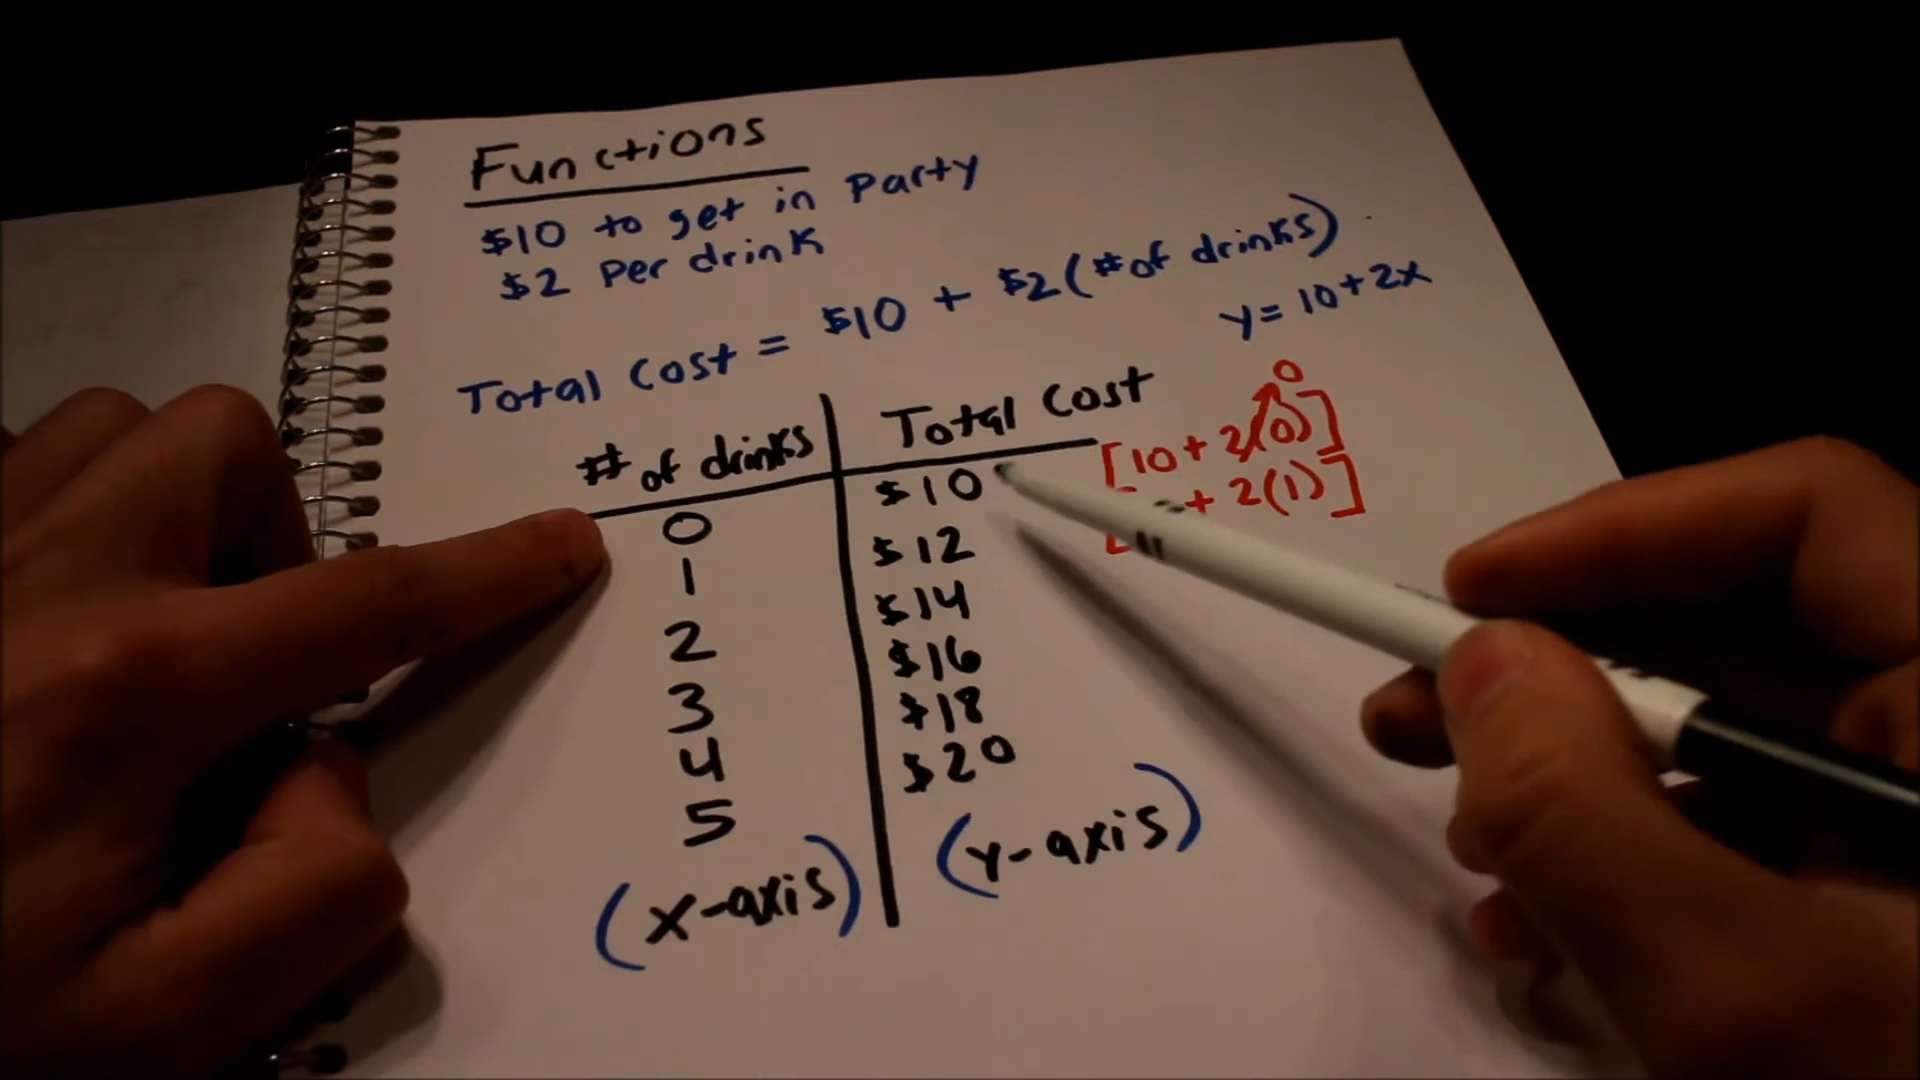 Functions
$10 to get in party
$2 per drink
Total Cost = $10 + $2(# of drinks)
y = 10 + 2x
# of drinks Total Cost
0 $10 [10 + 2(0)] 0
1 $12 + 2(1)]
2 $14
3 $16
4 $18
5 $20
(x-axis) (y-axis)